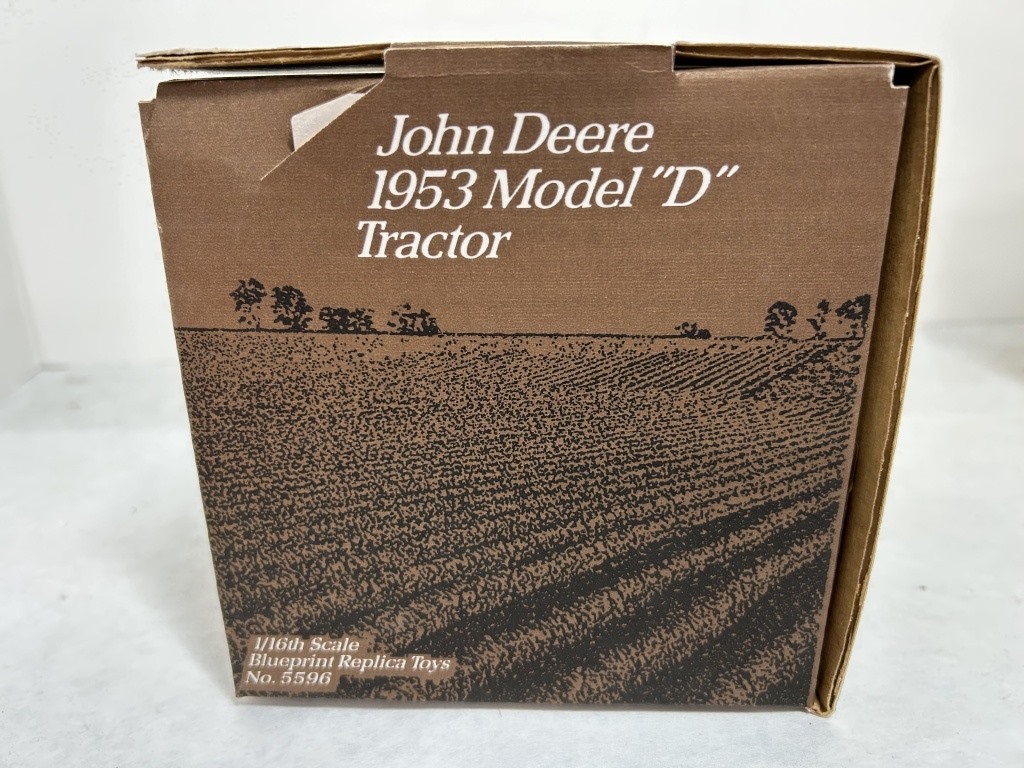 John Deere
1953 Model "D"
Tractor
1/16th Scale
Blueprint Replica Toys
No. 5596